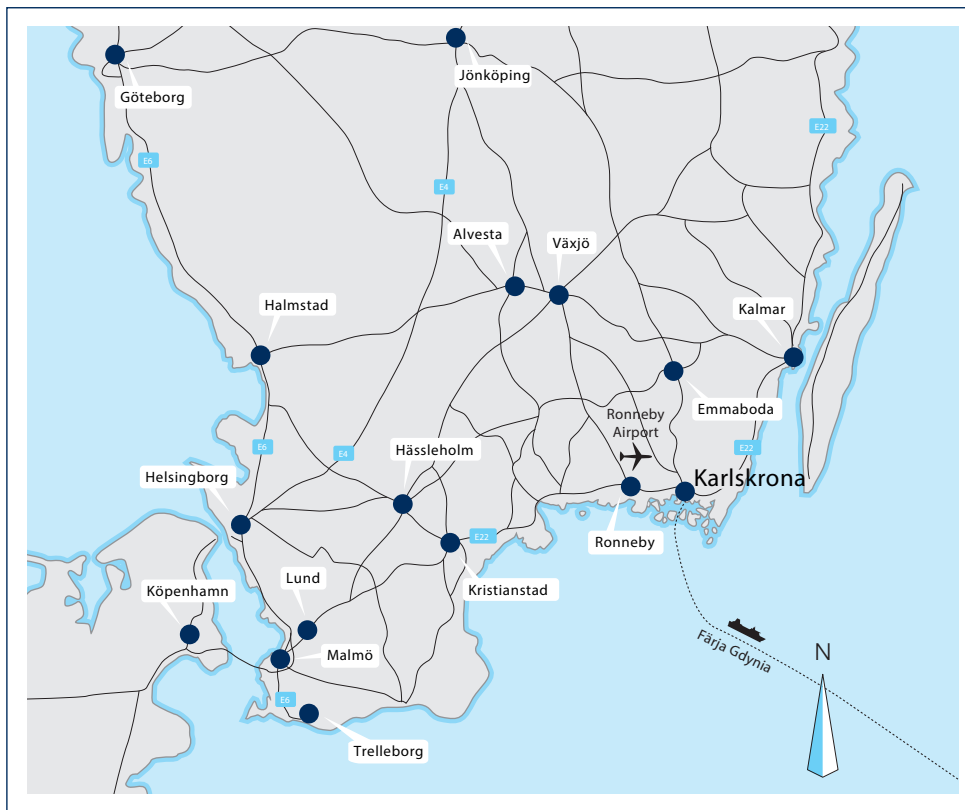 Göteborg
Jönköping
E22
E6
E4
Alvesta
Växjö
Halmstad
Kalmar
Emmaboda
Ronneby
Airport
E6
E4
Hässleholm
E22
Helsingborg
Karlskrona
E22
Ronneby
Kristianstad
Lund
Köpenhamn
Malmö
Färja Gdynia
N
E6
Trelleborg